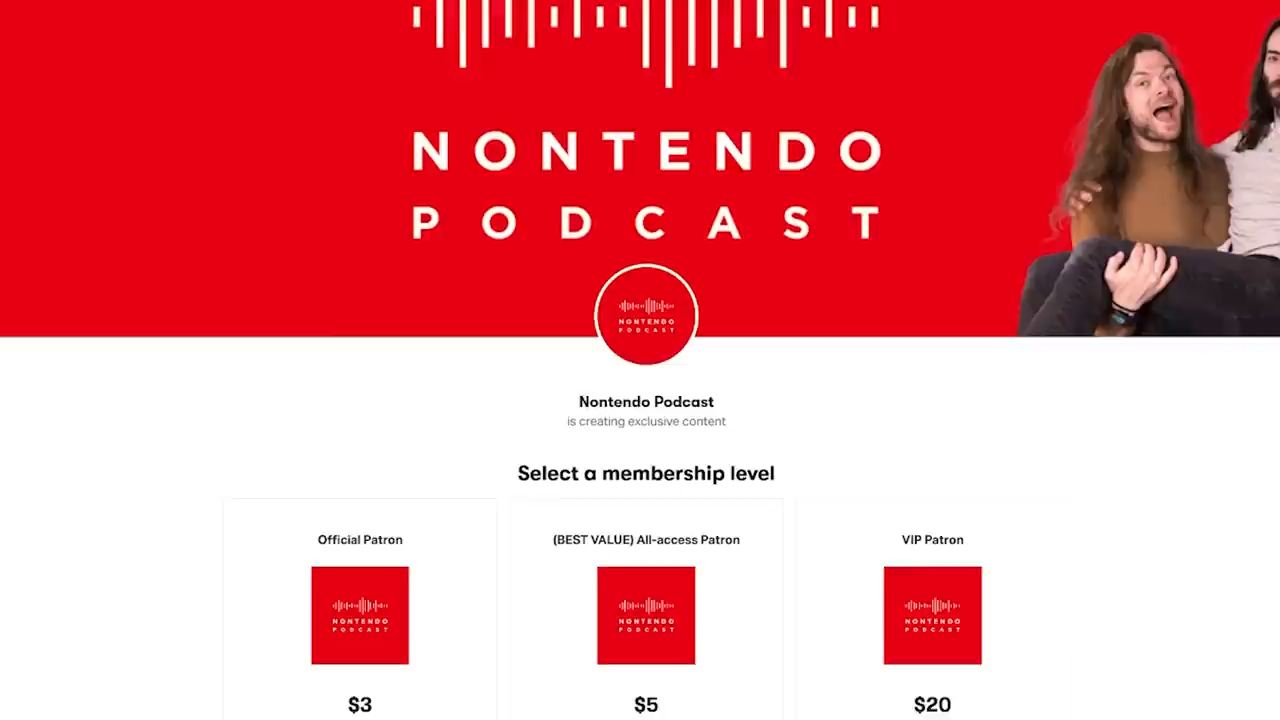 NONTENDO
PODCAST
NONTENDO
PODCAST
Nontendo Podcast
is creating exclusive content
Select a membership level
Official Patron
(BEST VALUE) All-access Patron
VIP Patron
NONTENDO
PODCAST
NONTENDO
PODCAST
NONTENDO
PODCAST
$3
$5
$20